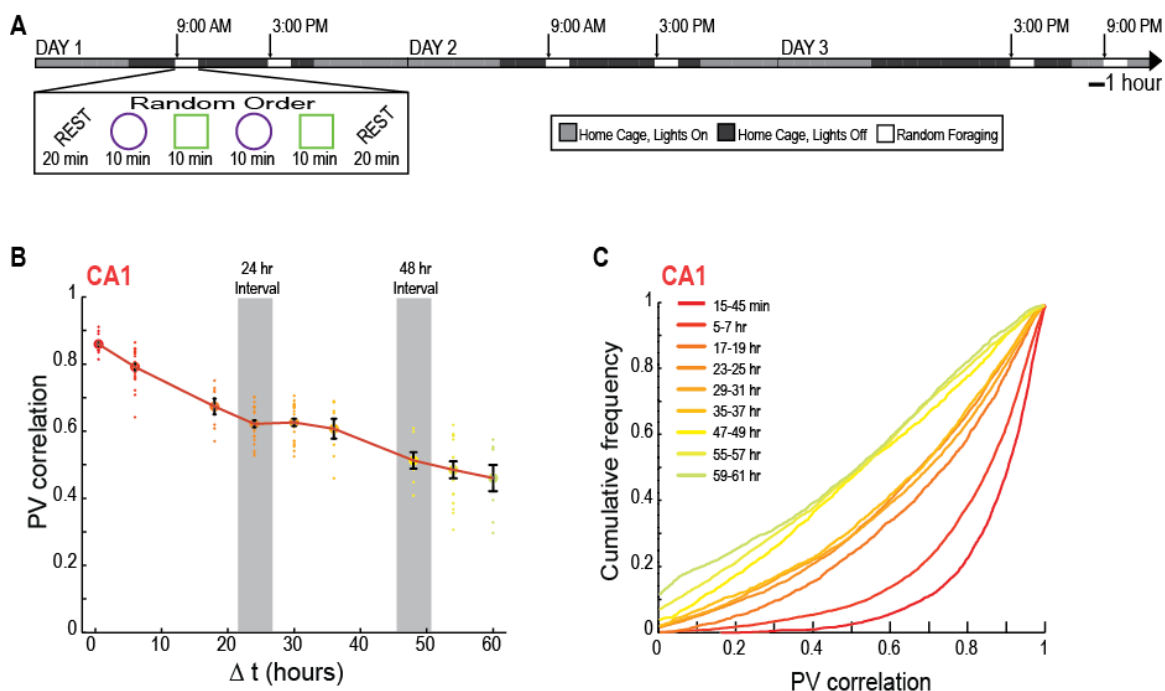 A
9:00 AM 3:00 PM 9:00 AM 3:00 PM 3:00 PM 9:00 PM
DAY 1 DAY 2 DAY 3
1 hour
Random Order
REST REST
20 min 10 min 10 min 10 min 10 min 20 min
Home Cage, Lights On Home Cage, Lights Off Random Foraging
B
CA1
24 hr
Interval
48 hr
Interval
PV correlation
1
0.8
0.6
0.4
0.2
0
0 10 20 30 40 50 60
Δ t (hours)
C
CA1
15-45 min
5-7 hr
17-19 hr
23-25 hr
29-31 hr
35-37 hr
47-49 hr
55-57 hr
59-61 hr
Cumulative frequency
1
0.8
0.6
0.4
0.2
0
0 0.2 0.4 0.6 0.8 1
PV correlation